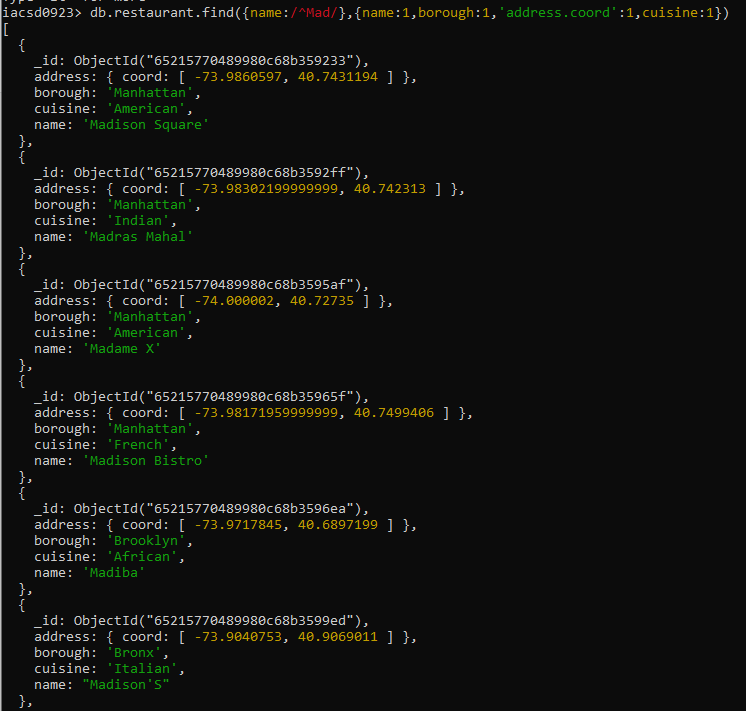 iacsd0923> db.restaurant.find({name:/^Mad/},{name:1,borough:1,'address.coord':1,cuisine:1})
[
  {
    _id: ObjectId("65215770489980c68b359233"),
    address: { coord: [ -73.9860597, 40.7431194 ] },
    borough: 'Manhattan',
    cuisine: 'American',
    name: 'Madison Square'
  },
  {
    _id: ObjectId("65215770489980c68b3592ff"),
    address: { coord: [ -73.98302199999999, 40.742313 ] },
    borough: 'Manhattan',
    cuisine: 'Indian',
    name: 'Madras Mahal'
  },
  {
    _id: ObjectId("65215770489980c68b3595af"),
    address: { coord: [ -74.000002, 40.72735 ] },
    borough: 'Manhattan',
    cuisine: 'American',
    name: 'Madame X'
  },
  {
    _id: ObjectId("65215770489980c68b35965f"),
    address: { coord: [ -73.98171959999999, 40.7499406 ] },
    borough: 'Manhattan',
    cuisine: 'French',
    name: 'Madison Bistro'
  },
  {
    _id: ObjectId("65215770489980c68b3596ea"),
    address: { coord: [ -73.9717845, 40.6897199 ] },
    borough: 'Brooklyn',
    cuisine: 'African',
    name: 'Madiba'
  },
  {
    _id: ObjectId("65215770489980c68b3599ed"),
    address: { coord: [ -73.9040753, 40.9069011 ] },
    borough: 'Bronx',
    cuisine: 'Italian',
    name: "Madison'S"
  },